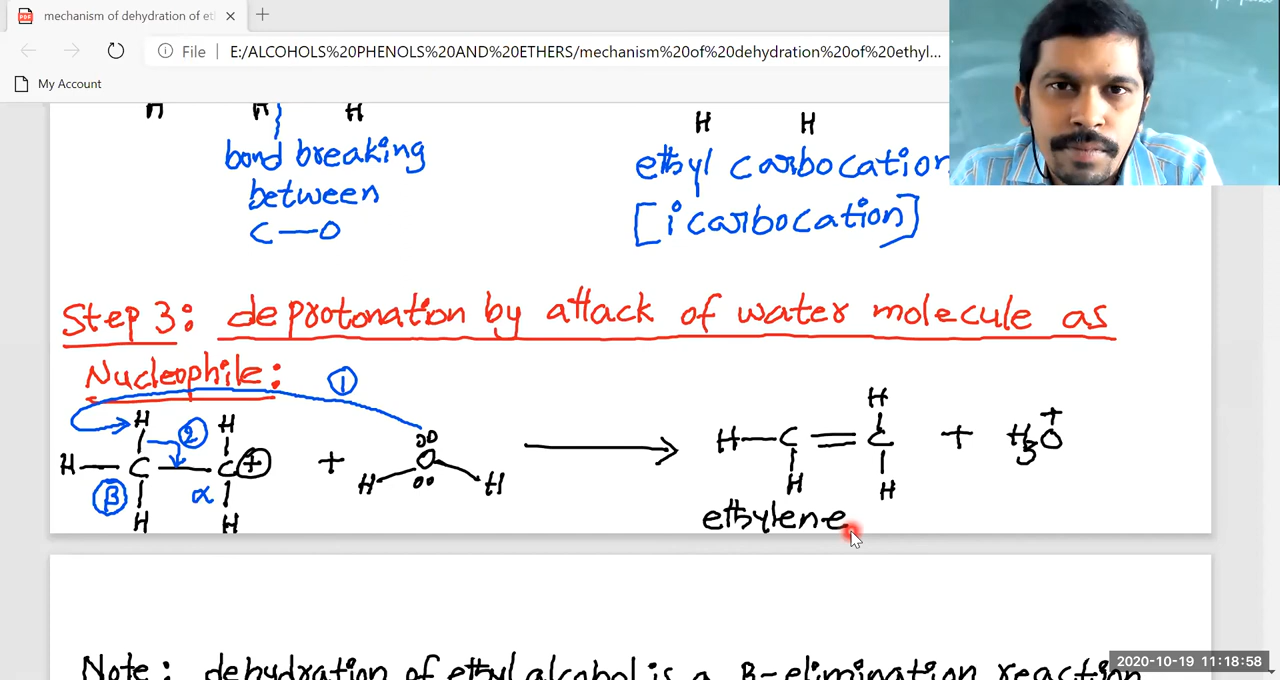 mechanism of dehydration of et
My Account
File E:/ALCOHOLS%20PHENOLS%20AND%20ETHERS/mechanism%20of%20dehydration%20of%20ethyl...
H H H
H H
bond breaking
between
C—O
ethyl carbocation
[i carbocation]
Step 3: deprotonation by attack of water molecule as
Nucleophile:
①
H H ②
H—C—C⊕ + H O H ⟶ H—C=C + H₃O⁺
β α
H H
H
H H
ethylene
Note: dehydration of ethyl alcohol is a β-elimination reaction
2020-10-19 11:18:58